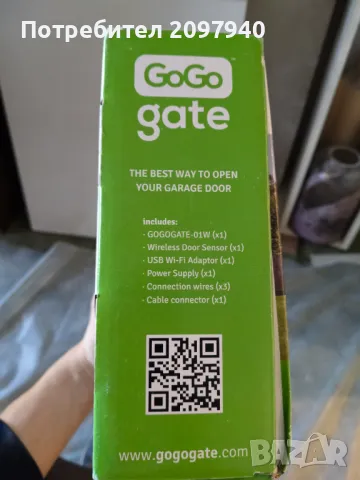 Потребител 2097940
GoGo
gate
THE BEST WAY TO OPEN
YOUR GARAGE DOOR
includes:
- GOGOGATE-01W (x1)
- Wireless Door Sensor (x1)
- USB Wi-Fi Adaptor (x1)
- Power Supply (x1)
- Connection wires (x3)
- Cable connector (x1)
www.gogogate.com
BAZAR